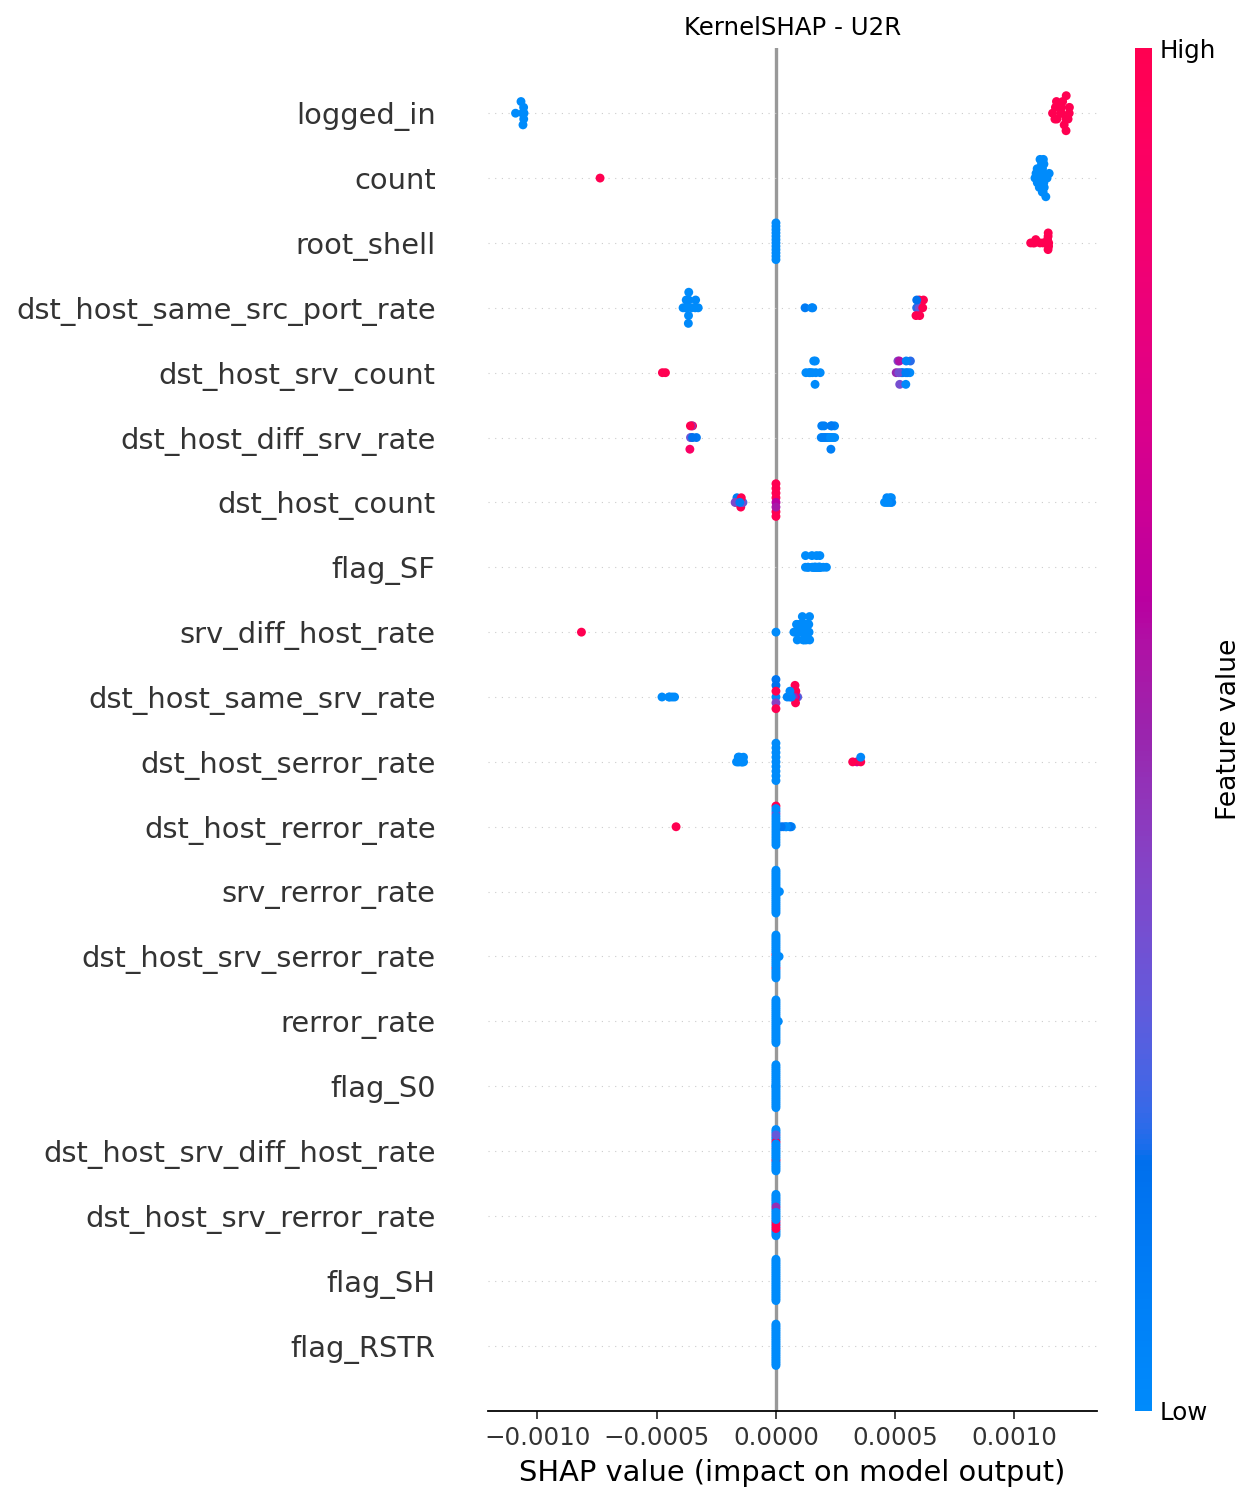 KernelSHAP - U2R
High
logged_in
count
root_shell
dst_host_same_src_port_rate
dst_host_srv_count
dst_host_diff_srv_rate
dst_host_count
flag_SF
srv_diff_host_rate
dst_host_same_srv_rate
dst_host_serror_rate
dst_host_rerror_rate
srv_rerror_rate
dst_host_srv_serror_rate
rerror_rate
flag_S0
dst_host_srv_diff_host_rate
dst_host_srv_rerror_rate
flag_SH
flag_RSTR
Feature value
Low
−0.0010 −0.0005 0.0000 0.0005 0.0010
SHAP value (impact on model output)